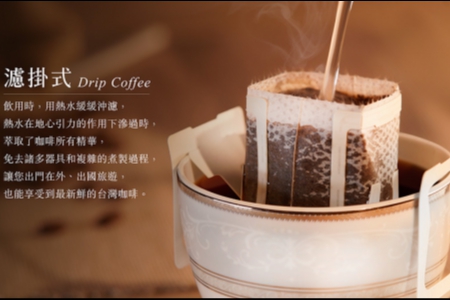 濾掛式 Drip Coffee
飲用時，用熱水緩緩沖濾，
熱水在地心引力的作用下滲過時，
萃取了咖啡所有精華，
免去諸多器具和複雜的煮製過程，
讓您出門在外、出國旅遊，
也能享受到最新鮮的台灣咖啡。